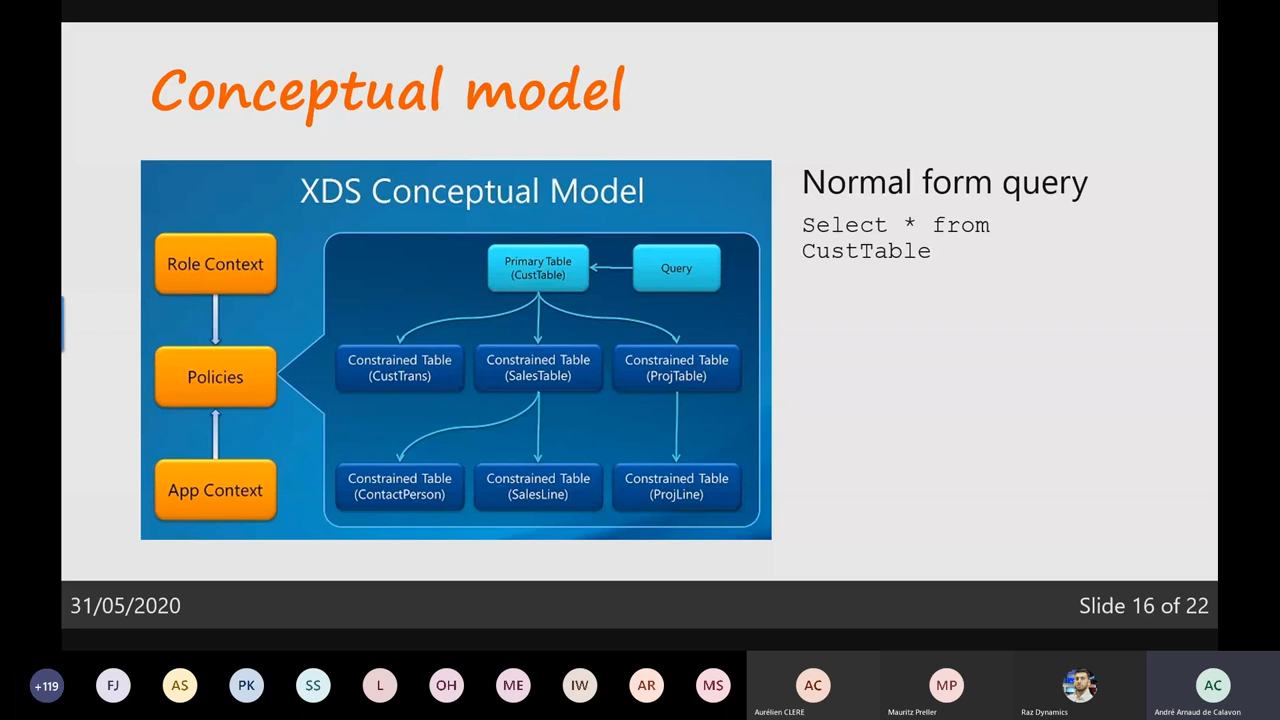 Conceptual model
XDS Conceptual Model
Role Context
Policies
App Context
Primary Table
(CustTable)
Query
Constrained Table
(CustTrans)
Constrained Table
(SalesTable)
Constrained Table
(ProjTable)
Constrained Table
(ContactPerson)
Constrained Table
(SalesLine)
Constrained Table
(ProjLine)
Normal form query
Select * from
CustTable
31/05/2020
Slide 16 of 22
+119
FJ
AS
PK
SS
L
OH
ME
IW
AR
MS
AC
Aurélien CLERE
MP
Mauritz Preller
Raz Dynamics
AC
André Arnaud de Calavon